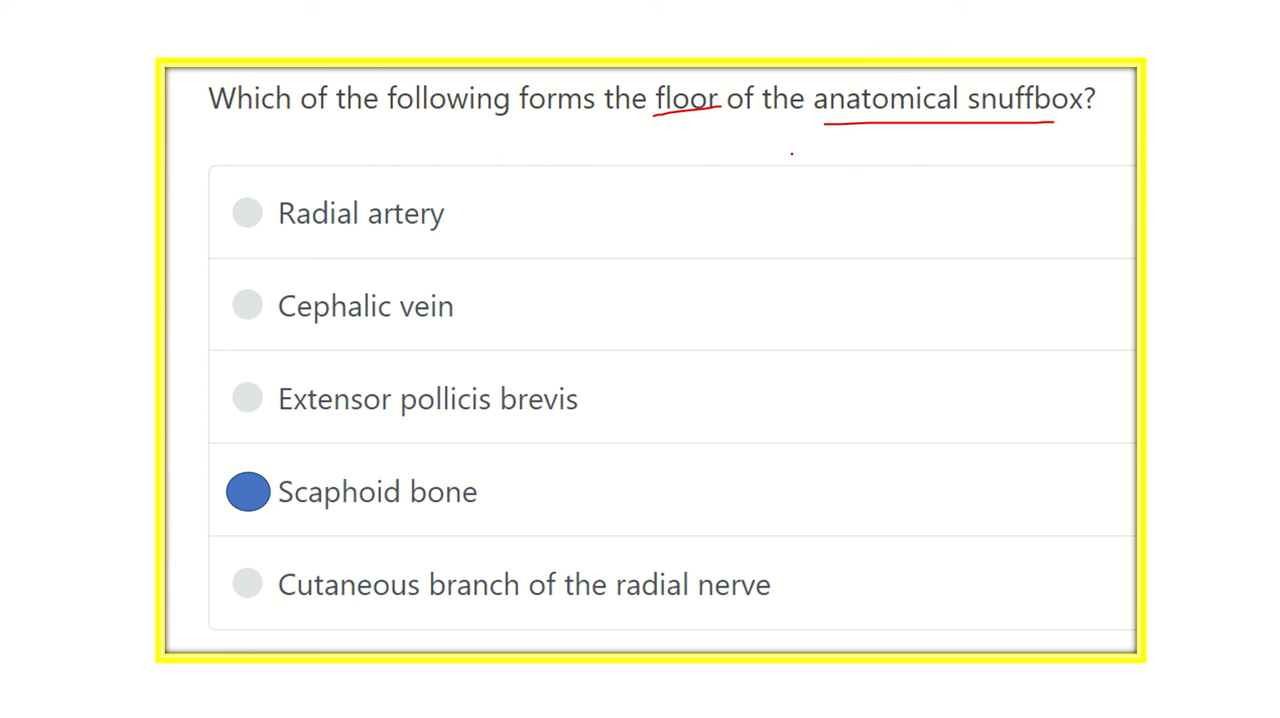 Which of the following forms the floor of the anatomical snuffbox?
Radial artery
Cephalic vein
Extensor pollicis brevis
Scaphoid bone
Cutaneous branch of the radial nerve